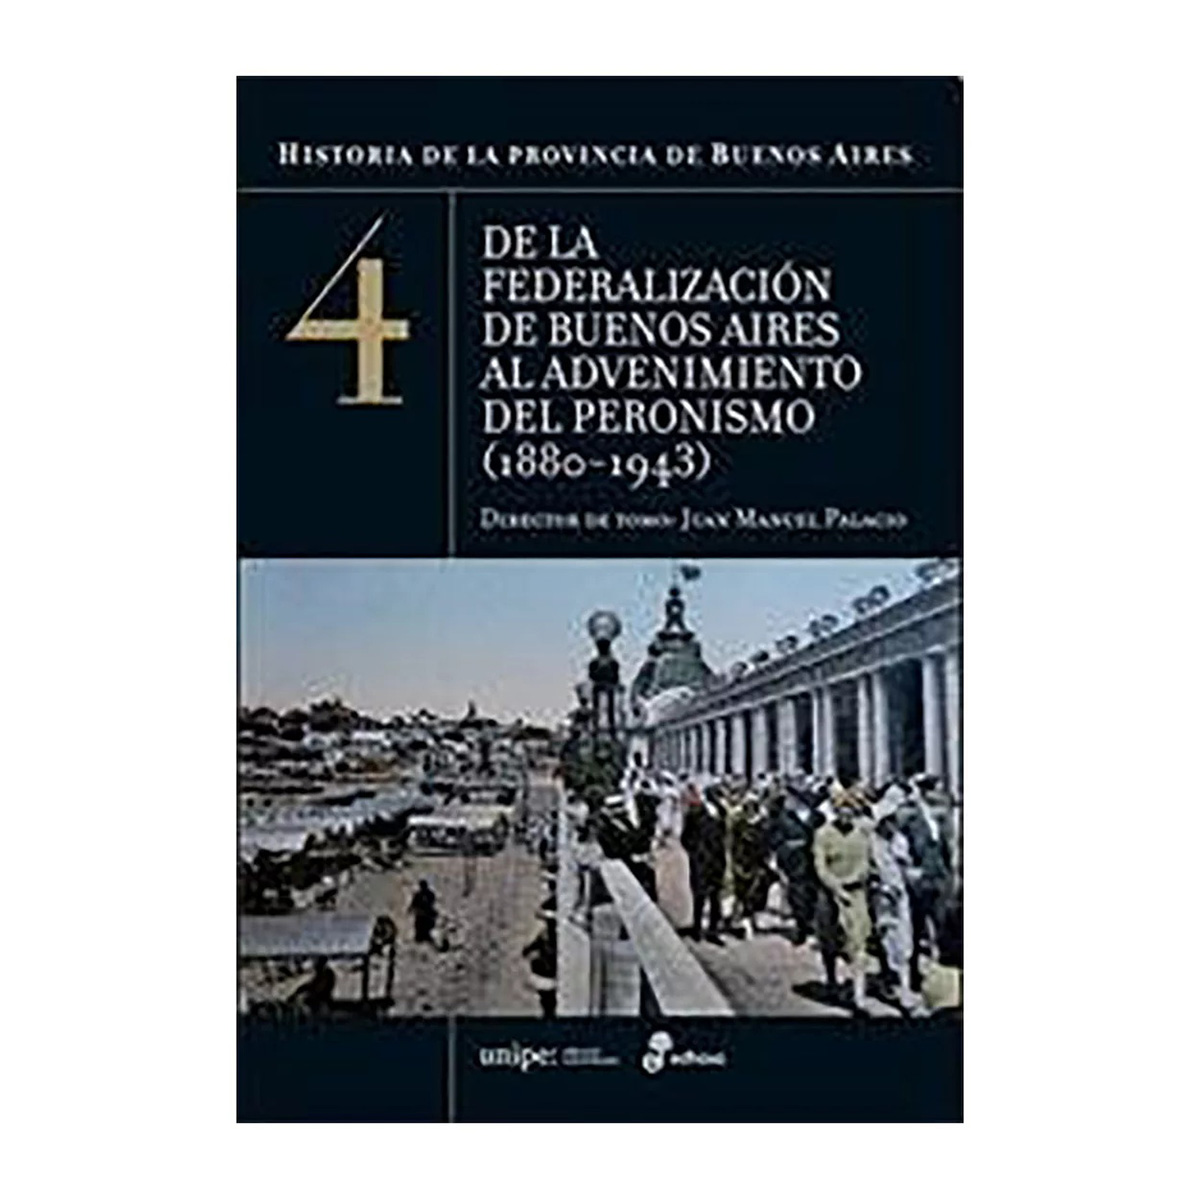 HISTORIA DE LA PROVINCIA DE BUENOS AIRES
4
DE LA
FEDERALIZACIÓN
DE BUENOS AIRES
AL ADVENIMIENTO
DEL PERONISMO
(1880-1943)
DIRECTOR DE TOMO: JUAN MANUEL PALACIO
unipe:
edhasa